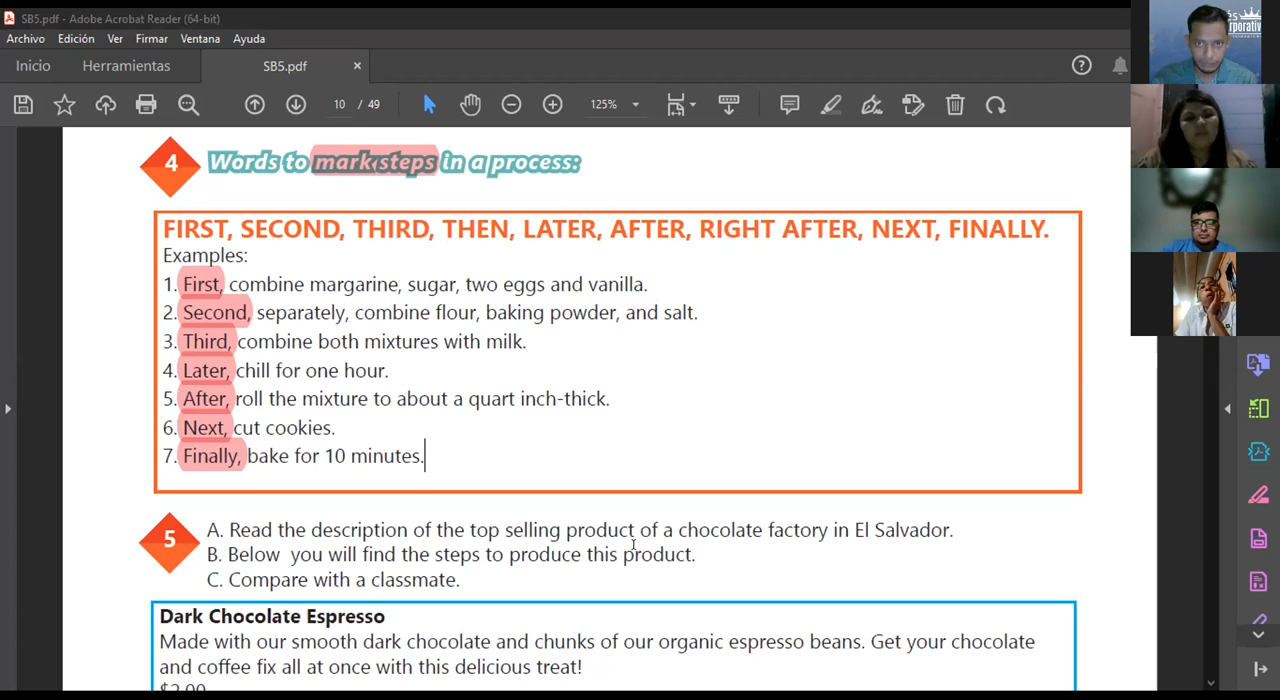 SB5.pdf - Adobe Acrobat Reader (64-bit)
Archivo Edición Ver Firmar Ventana Ayuda
Inicio Herramientas SB5.pdf ×
10 / 49 125%
4 Words to mark steps in a process:
FIRST, SECOND, THIRD, THEN, LATER, AFTER, RIGHT AFTER, NEXT, FINALLY.
Examples:
1. First, combine margarine, sugar, two eggs and vanilla.
2. Second, separately, combine flour, baking powder, and salt.
3. Third, combine both mixtures with milk.
4. Later, chill for one hour.
5. After, roll the mixture to about a quart inch-thick.
6. Next, cut cookies.
7. Finally, bake for 10 minutes.
5 A. Read the description of the top selling product of a chocolate factory in El Salvador.
B. Below you will find the steps to produce this product.
C. Compare with a classmate.
Dark Chocolate Espresso
Made with our smooth dark chocolate and chunks of our organic espresso beans. Get your chocolate
and coffee fix all at once with this delicious treat!
$2.00